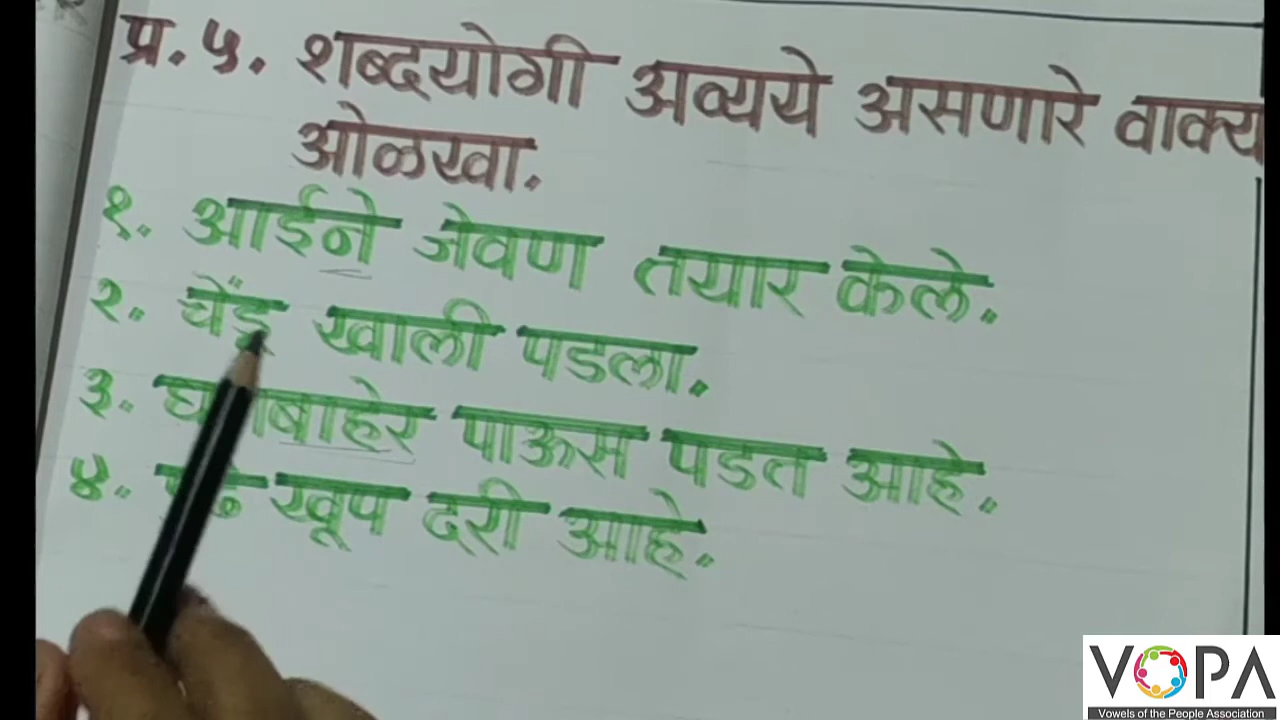 प्र. ५. शब्दयोगी अव्यये असणारे वाक्य
ओळखा.
१. आईने जेवण तयार केले.
२. चेंडू खाली पडला.
३. बाहेर पाऊस पडत आहे.
४. खूप दरी आहे.
VOPA
Vowels of the People Association